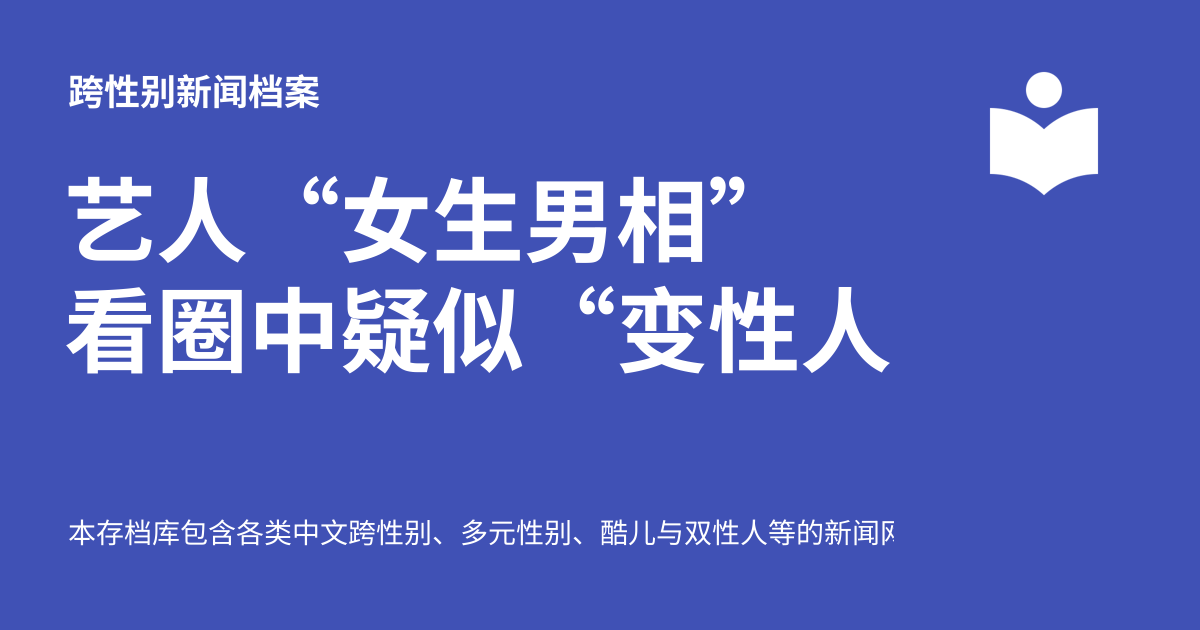 跨性别新闻档案
艺人“女生男相”
看圈中疑似“变性人
本存档库包含各类中文跨性别、多元性别、酷儿与双性人等的新闻